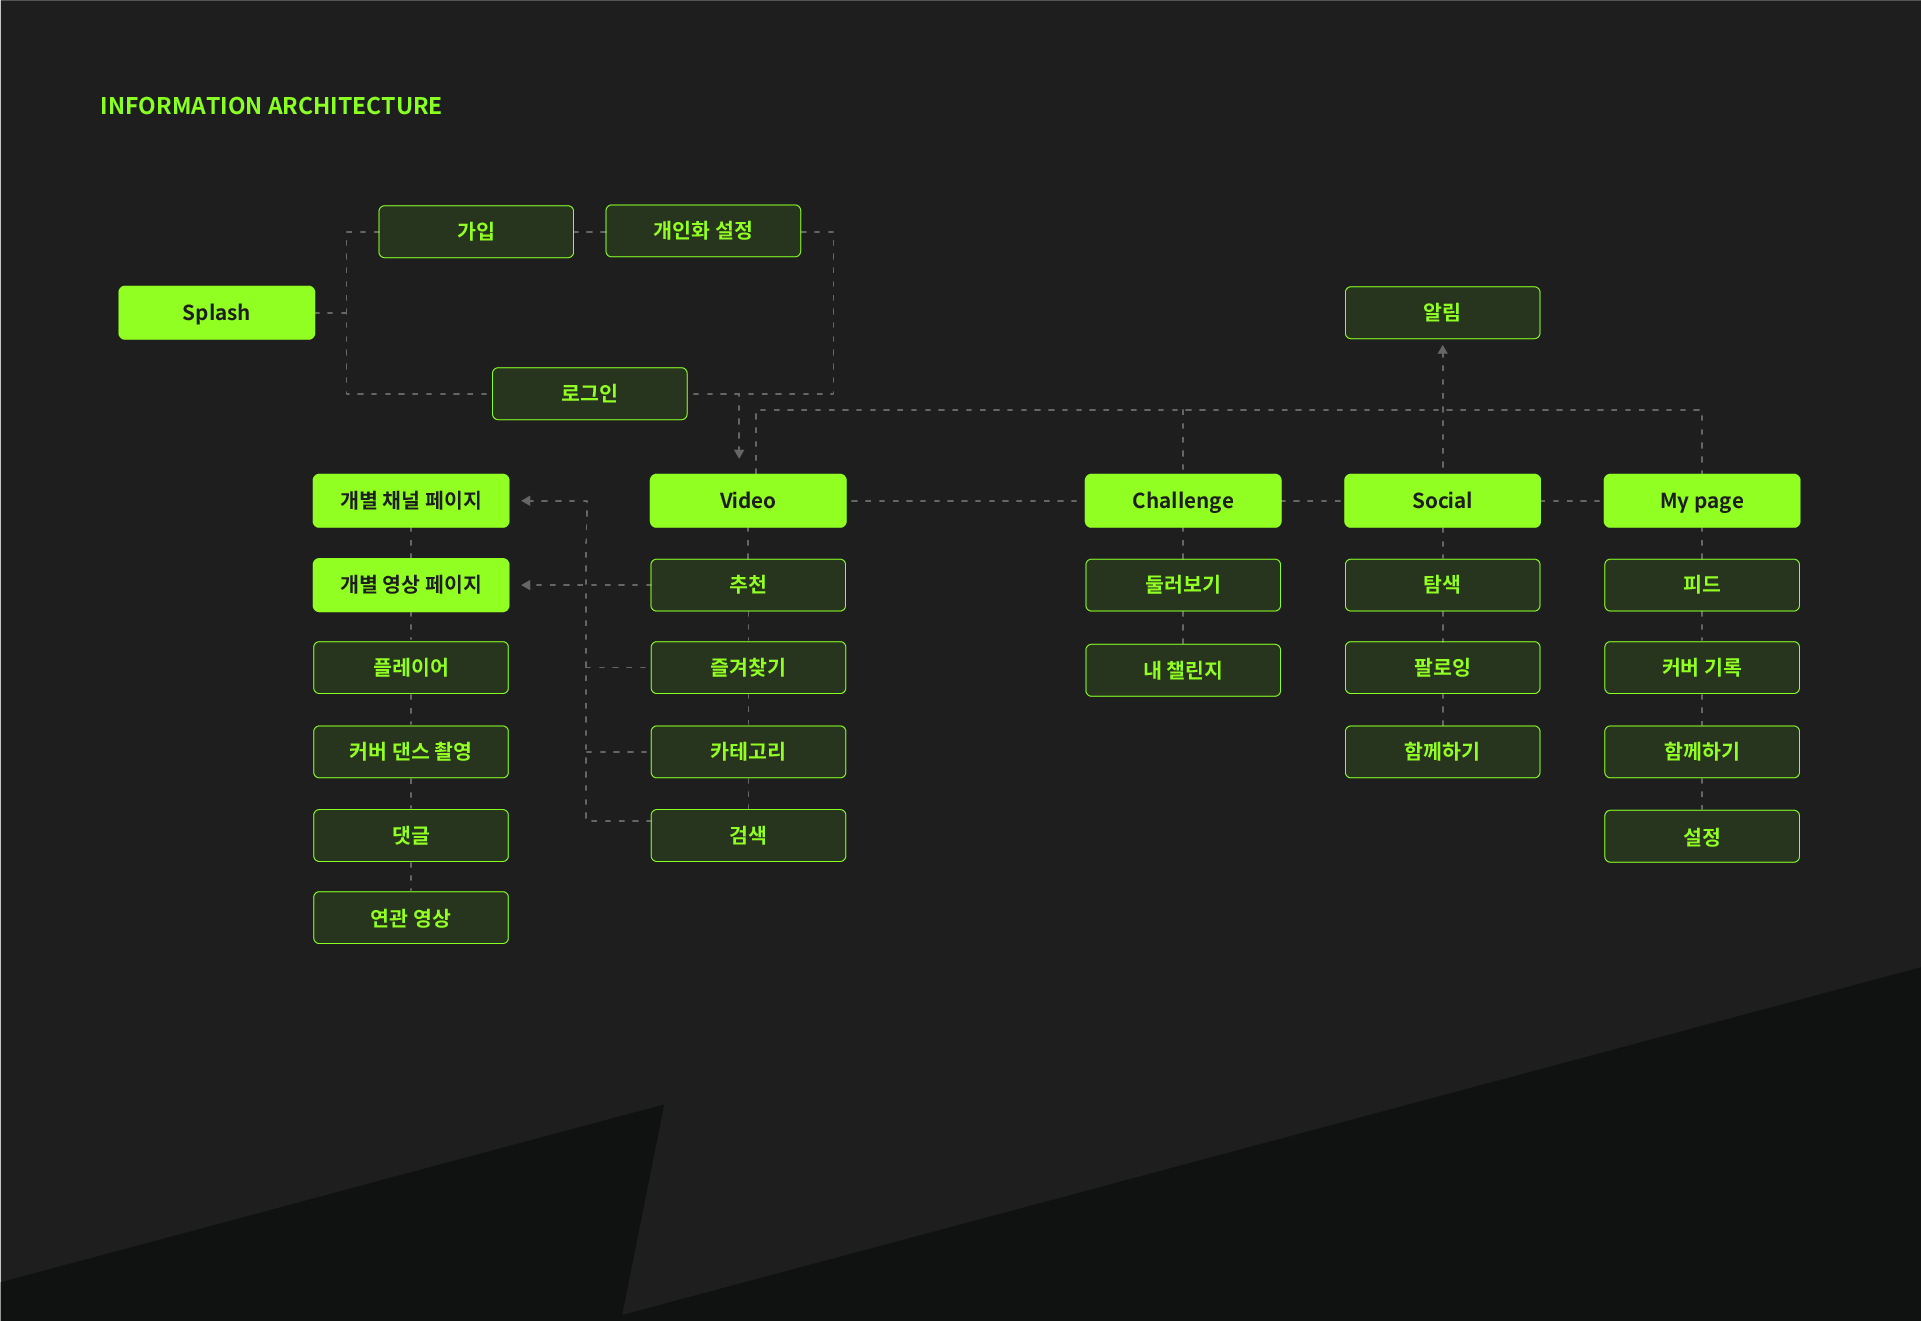 INFORMATION ARCHITECTURE
가입
개인화 설정
Splash
알림
로그인
개별 채널 페이지
Video
Challenge
Social
My page
개별 영상 페이지
추천
둘러보기
탐색
피드
플레이어
즐겨찾기
내 챌린지
팔로잉
커버 기록
커버 댄스 촬영
카테고리
함께하기
함께하기
댓글
검색
설정
연관 영상